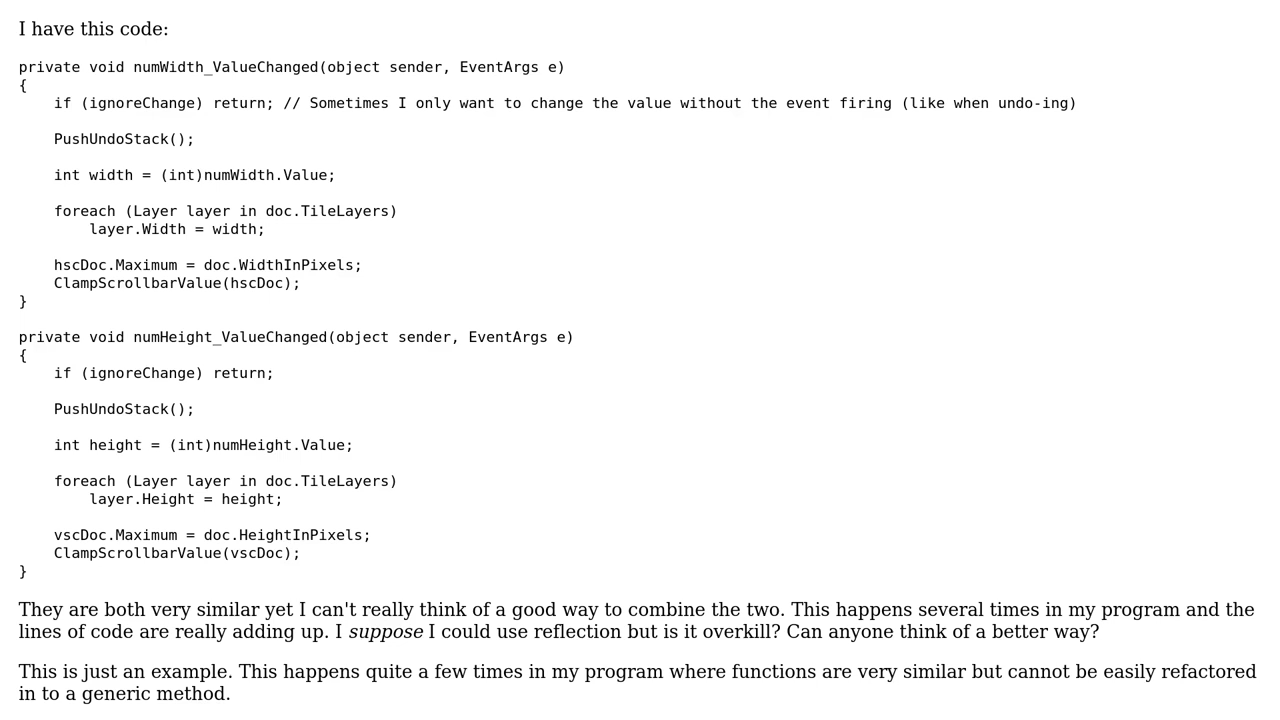 I have this code:
private void numWidth_ValueChanged(object sender, EventArgs e)
{
    if (ignoreChange) return; // Sometimes I only want to change the value without the event firing (like when undo-ing)
    PushUndoStack();
    int width = (int)numWidth.Value;
    foreach (Layer layer in doc.TileLayers)
        layer.Width = width;
    hscDoc.Maximum = doc.WidthInPixels;
    ClampScrollbarValue(hscDoc);
}
private void numHeight_ValueChanged(object sender, EventArgs e)
{
    if (ignoreChange) return;
    PushUndoStack();
    int height = (int)numHeight.Value;
    foreach (Layer layer in doc.TileLayers)
        layer.Height = height;
    vscDoc.Maximum = doc.HeightInPixels;
    ClampScrollbarValue(vscDoc);
}
They are both very similar yet I can't really think of a good way to combine the two. This happens several times in my program and the
lines of code are really adding up. I suppose I could use reflection but is it overkill? Can anyone think of a better way?
This is just an example. This happens quite a few times in my program where functions are very similar but cannot be easily refactored
in to a generic method.